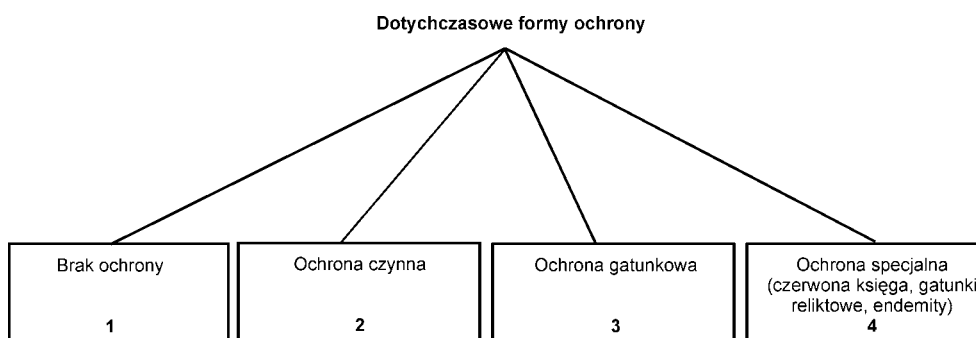 Dotychczasowe formy ochrony
Brak ochrony
1
Ochrona czynna
2
Ochrona gatunkowa
3
Ochrona specjalna
(czerwona księga, gatunki
reliktowe, endemity)
4